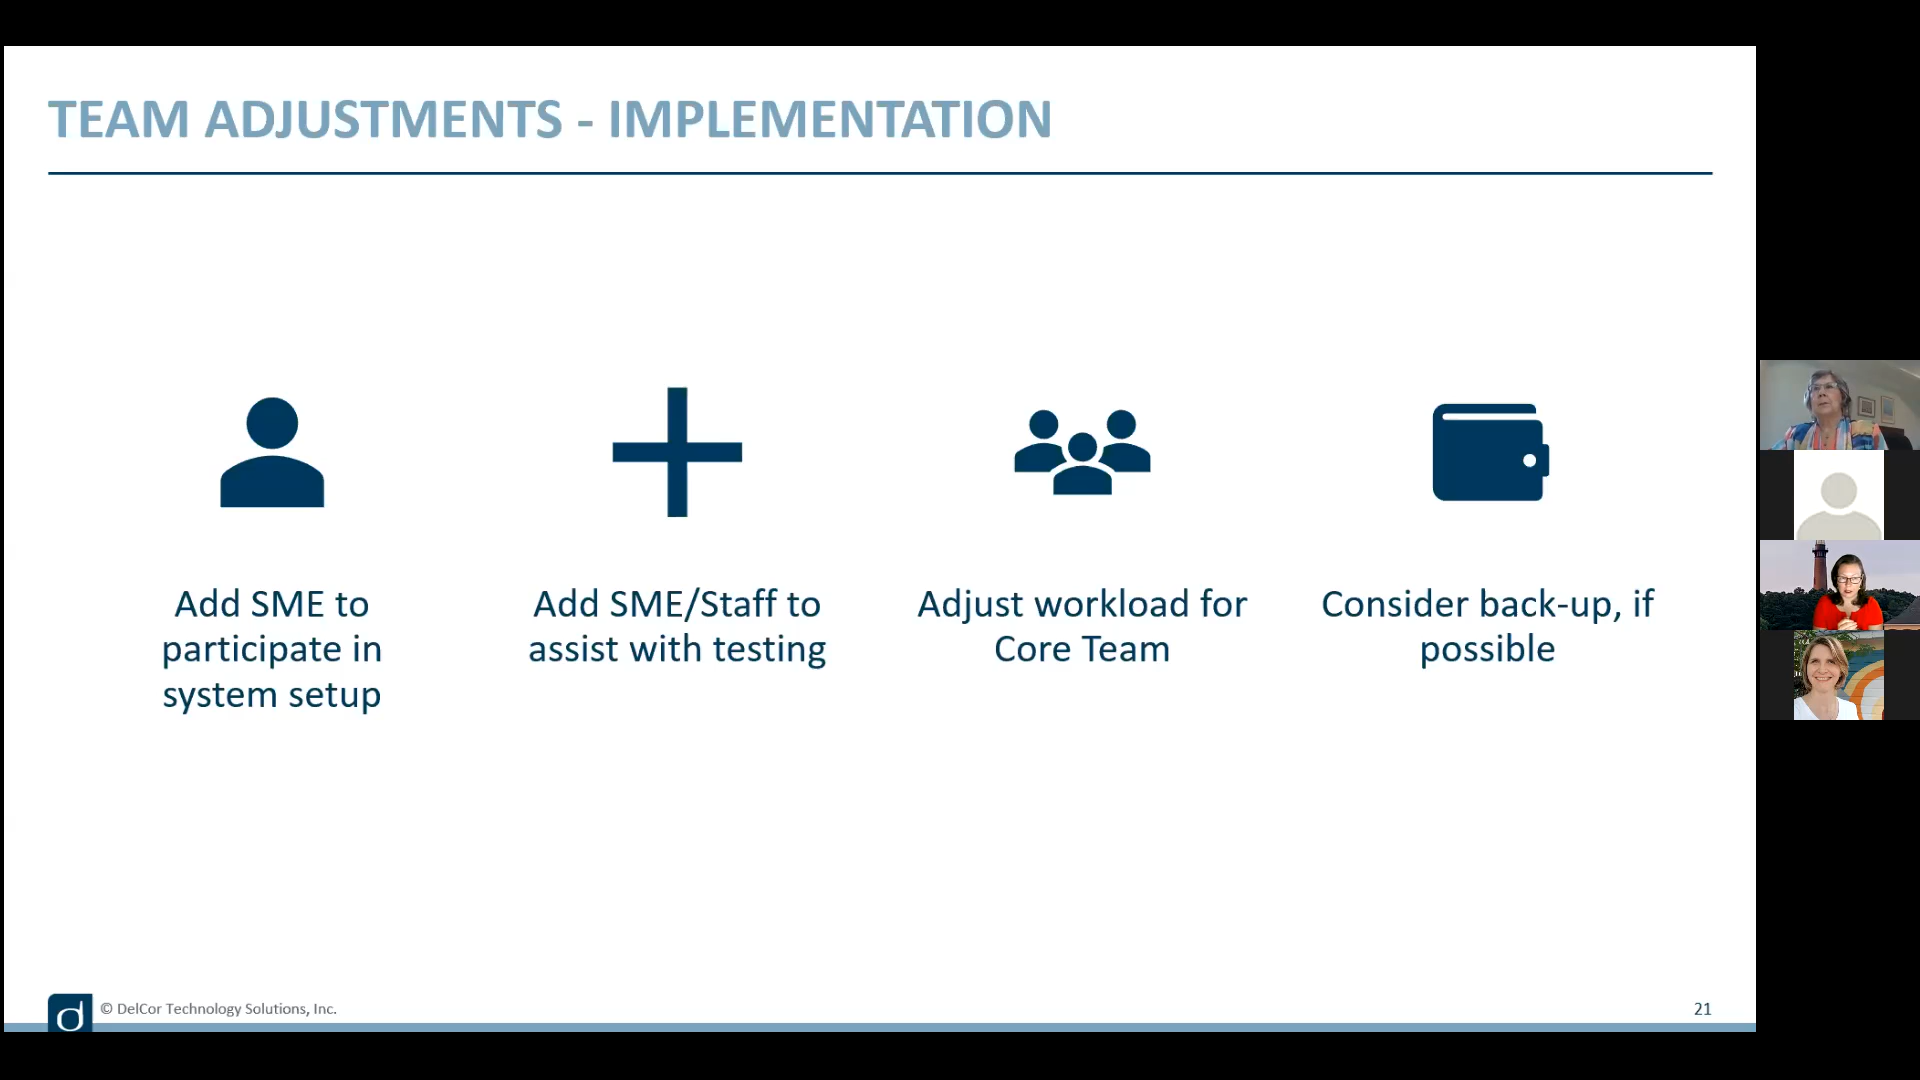 TEAM ADJUSTMENTS - IMPLEMENTATION
Add SME to
participate in
system setup
Add SME/Staff to
assist with testing
Adjust workload for
Core Team
Consider back-up, if
possible
d
© DelCor Technology Solutions, Inc.
21